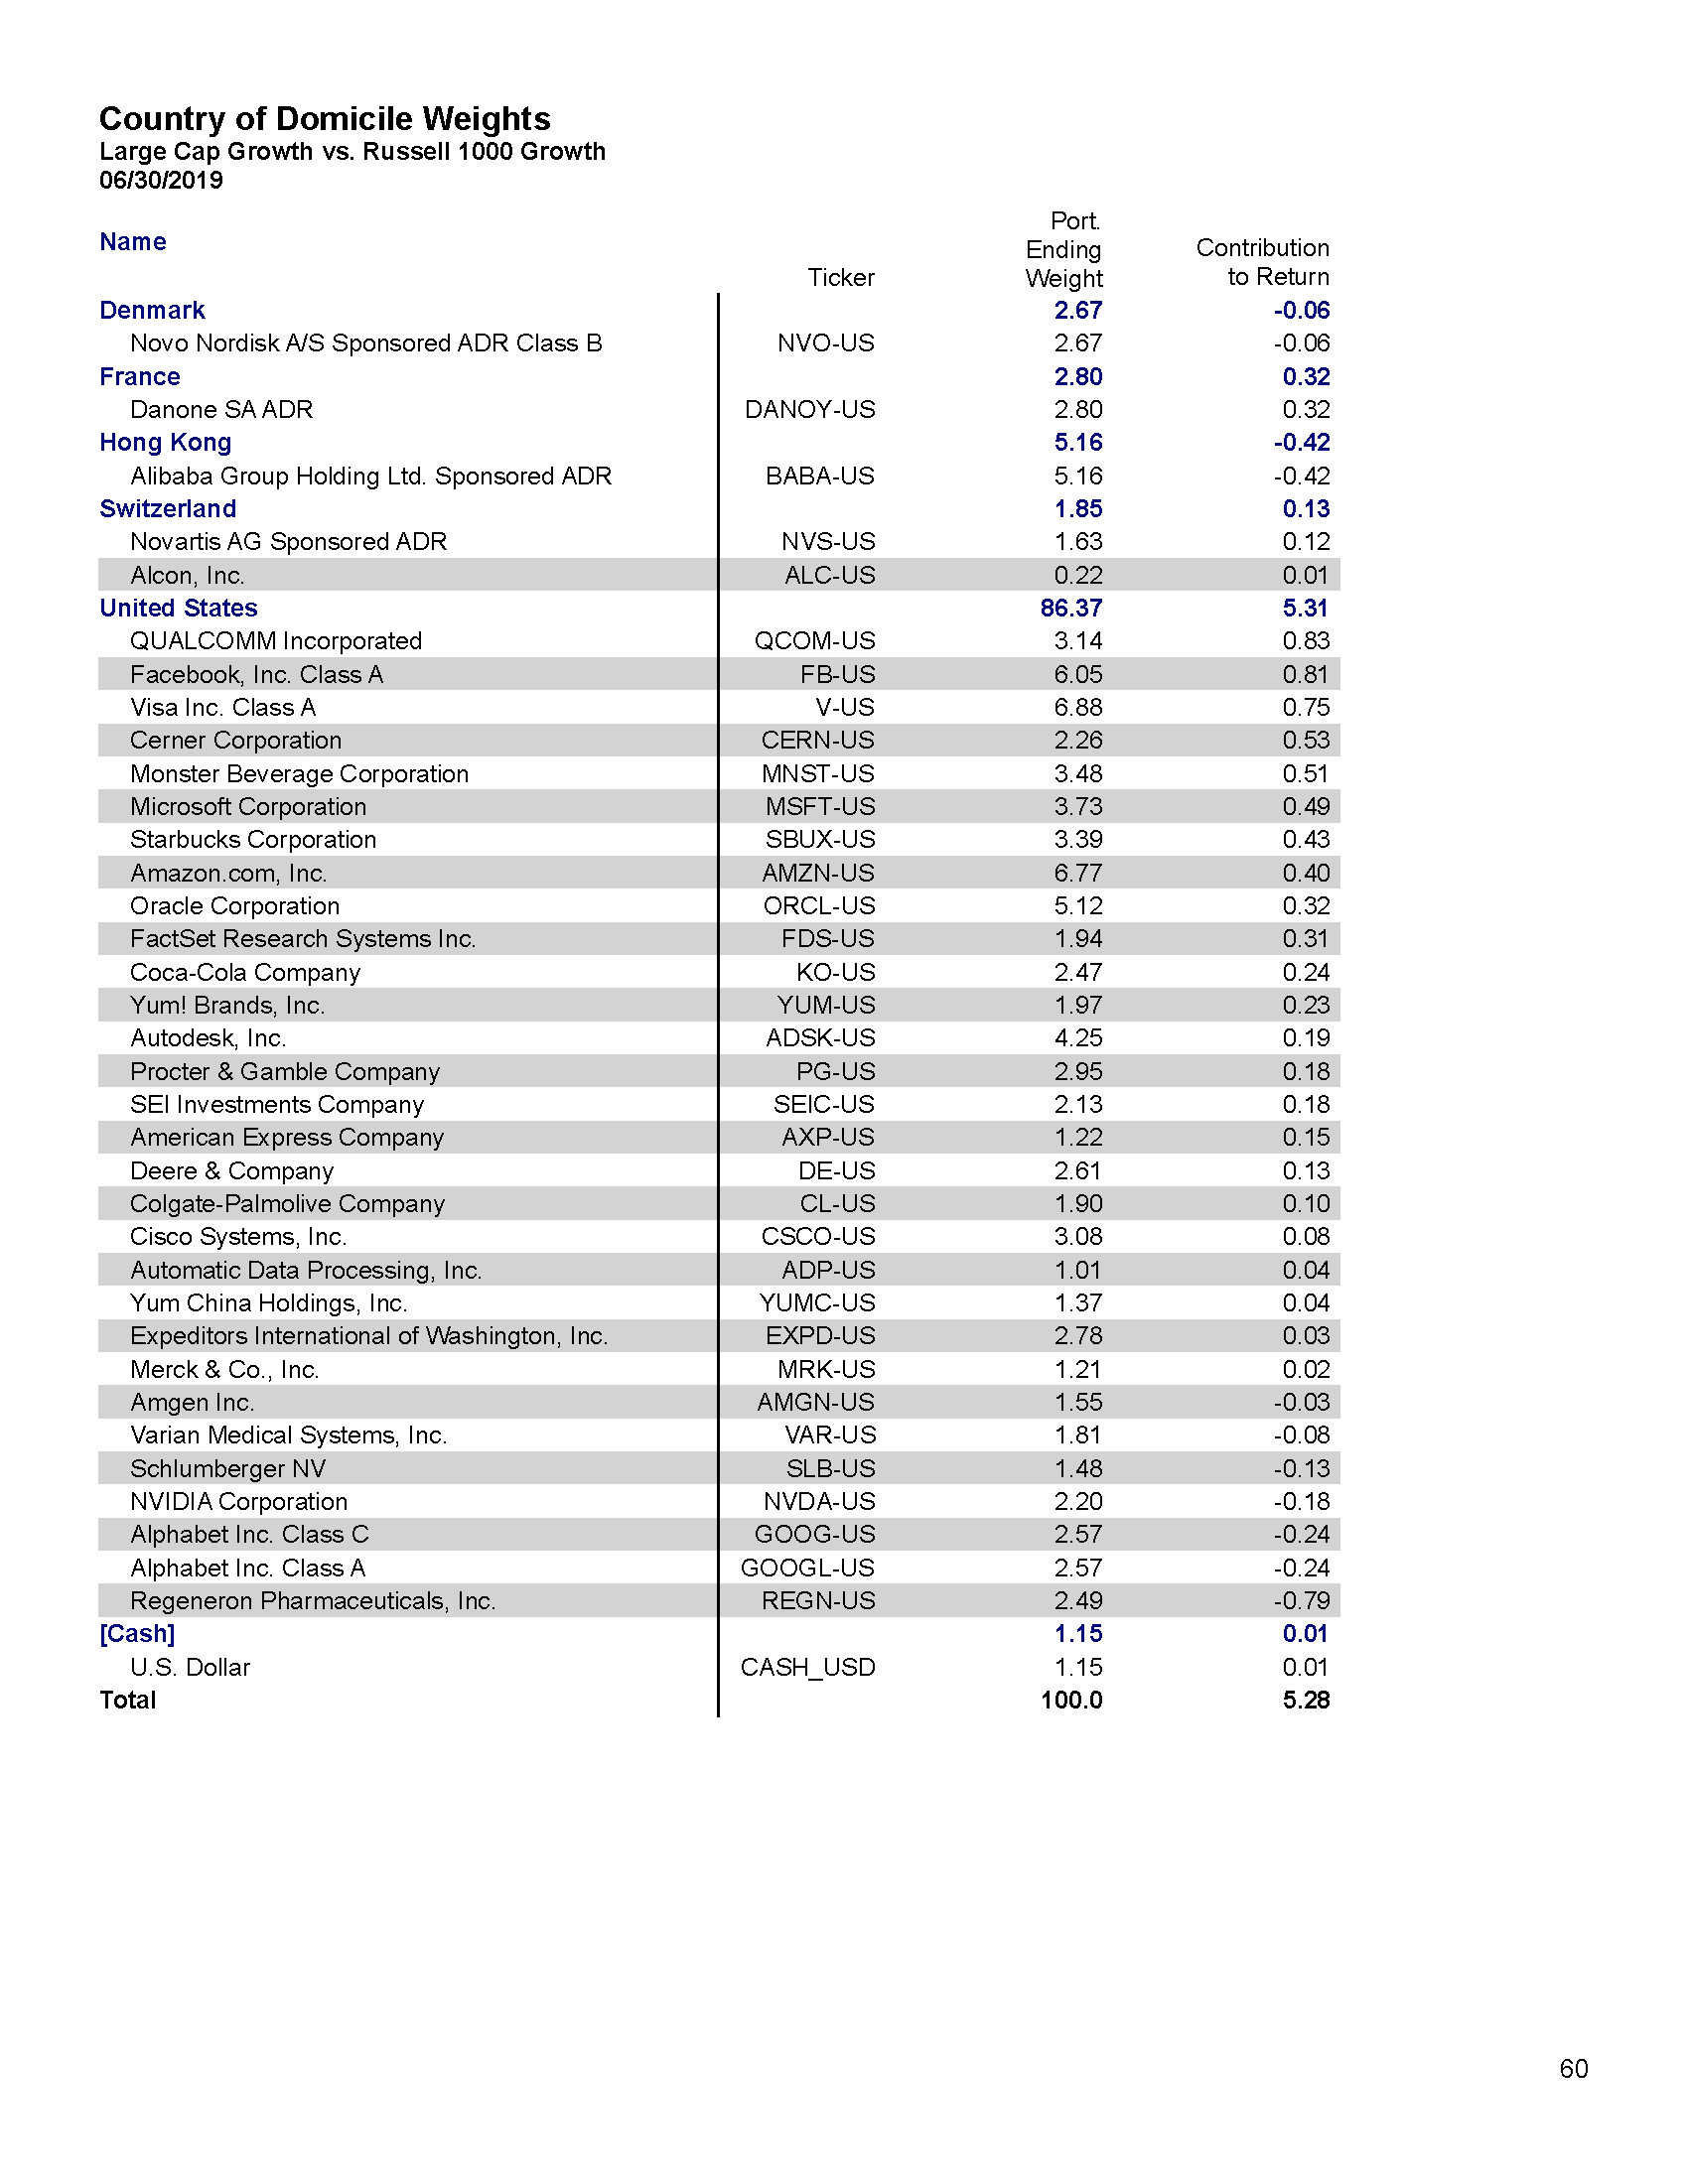 Country of Domicile Weights
Large Cap Growth vs. Russell 1000 Growth
06/30/2019
Name Ticker Port. Ending Weight Contribution to Return
Denmark 2.67 -0.06
Novo Nordisk A/S Sponsored ADR Class B NVO-US 2.67 -0.06
France 2.80 0.32
Danone SA ADR DANOY-US 2.80 0.32
Hong Kong 5.16 -0.42
Alibaba Group Holding Ltd. Sponsored ADR BABA-US 5.16 -0.42
Switzerland 1.85 0.13
Novartis AG Sponsored ADR NVS-US 1.63 0.12
Alcon, Inc. ALC-US 0.22 0.01
United States 86.37 5.31
QUALCOMM Incorporated QCOM-US 3.14 0.83
Facebook, Inc. Class A FB-US 6.05 0.81
Visa Inc. Class A V-US 6.88 0.75
Cerner Corporation CERN-US 2.26 0.53
Monster Beverage Corporation MNST-US 3.48 0.51
Microsoft Corporation MSFT-US 3.73 0.49
Starbucks Corporation SBUX-US 3.39 0.43
Amazon.com, Inc. AMZN-US 6.77 0.40
Oracle Corporation ORCL-US 5.12 0.32
FactSet Research Systems Inc. FDS-US 1.94 0.31
Coca-Cola Company KO-US 2.47 0.24
Yum! Brands, Inc. YUM-US 1.97 0.23
Autodesk, Inc. ADSK-US 4.25 0.19
Procter & Gamble Company PG-US 2.95 0.18
SEI Investments Company SEIC-US 2.13 0.18
American Express Company AXP-US 1.22 0.15
Deere & Company DE-US 2.61 0.13
Colgate-Palmolive Company CL-US 1.90 0.10
Cisco Systems, Inc. CSCO-US 3.08 0.08
Automatic Data Processing, Inc. ADP-US 1.01 0.04
Yum China Holdings, Inc. YUMC-US 1.37 0.04
Expeditors International of Washington, Inc. EXPD-US 2.78 0.03
Merck & Co., Inc. MRK-US 1.21 0.02
Amgen Inc. AMGN-US 1.55 -0.03
Varian Medical Systems, Inc. VAR-US 1.81 -0.08
Schlumberger NV SLB-US 1.48 -0.13
NVIDIA Corporation NVDA-US 2.20 -0.18
Alphabet Inc. Class C GOOG-US 2.57 -0.24
Alphabet Inc. Class A GOOGL-US 2.57 -0.24
Regeneron Pharmaceuticals, Inc. REGN-US 2.49 -0.79
[Cash] 1.15 0.01
U.S. Dollar CASH_USD 1.15 0.01
Total 100.0 5.28
60